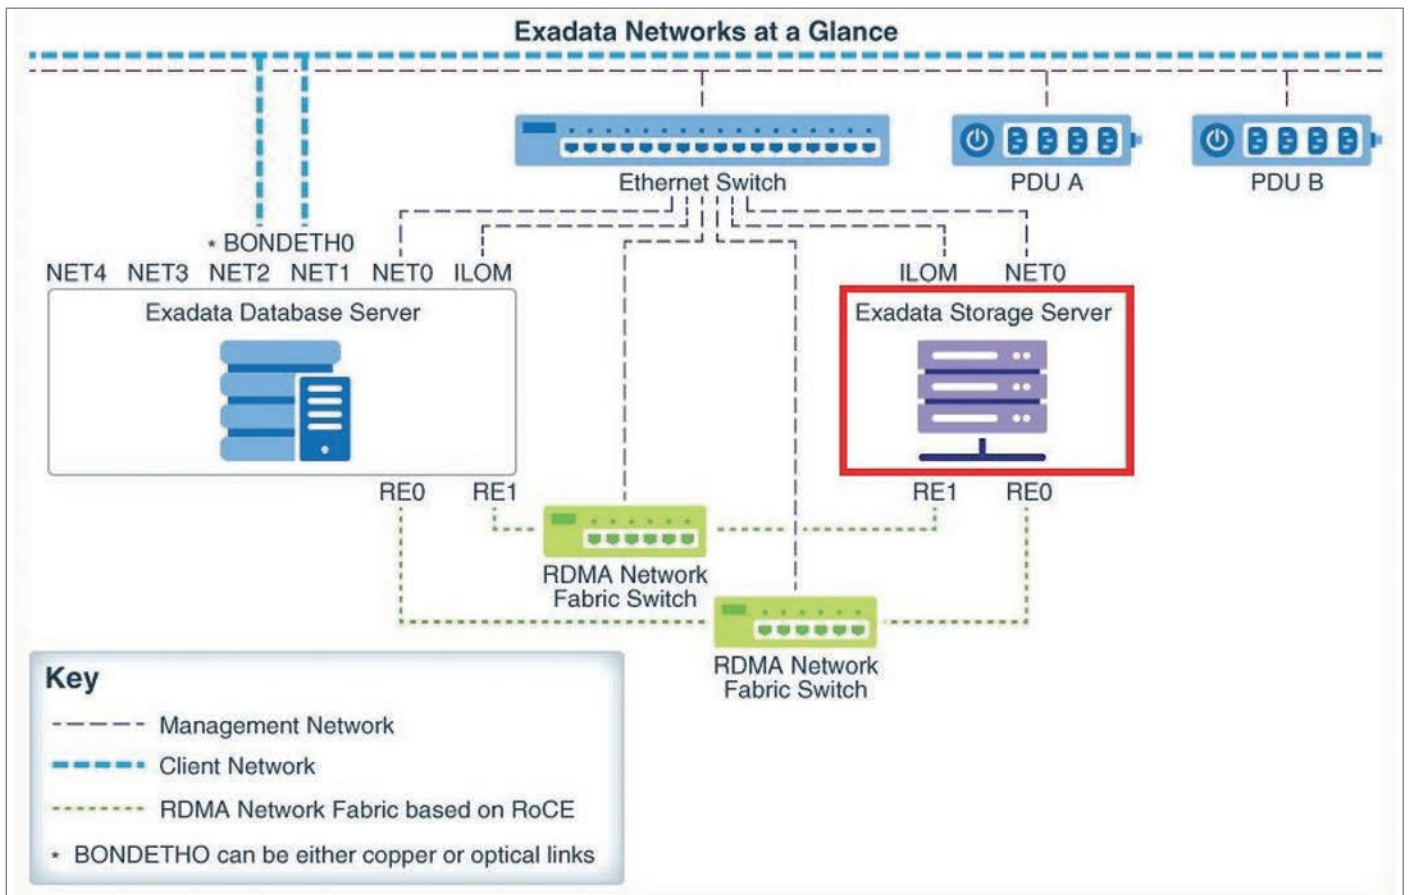 Exadata Networks at a Glance
Ethernet Switch
PDU A
PDU B
* BONDETH0
NET4 NET3 NET2 NET1 NET0 ILOM
ILOM NET0
Exadata Database Server
Exadata Storage Server
RE0 RE1
RE1 RE0
RDMA Network
Fabric Switch
RDMA Network
Fabric Switch
Key
Management Network
Client Network
RDMA Network Fabric based on RoCE
* BONDETHO can be either copper or optical links